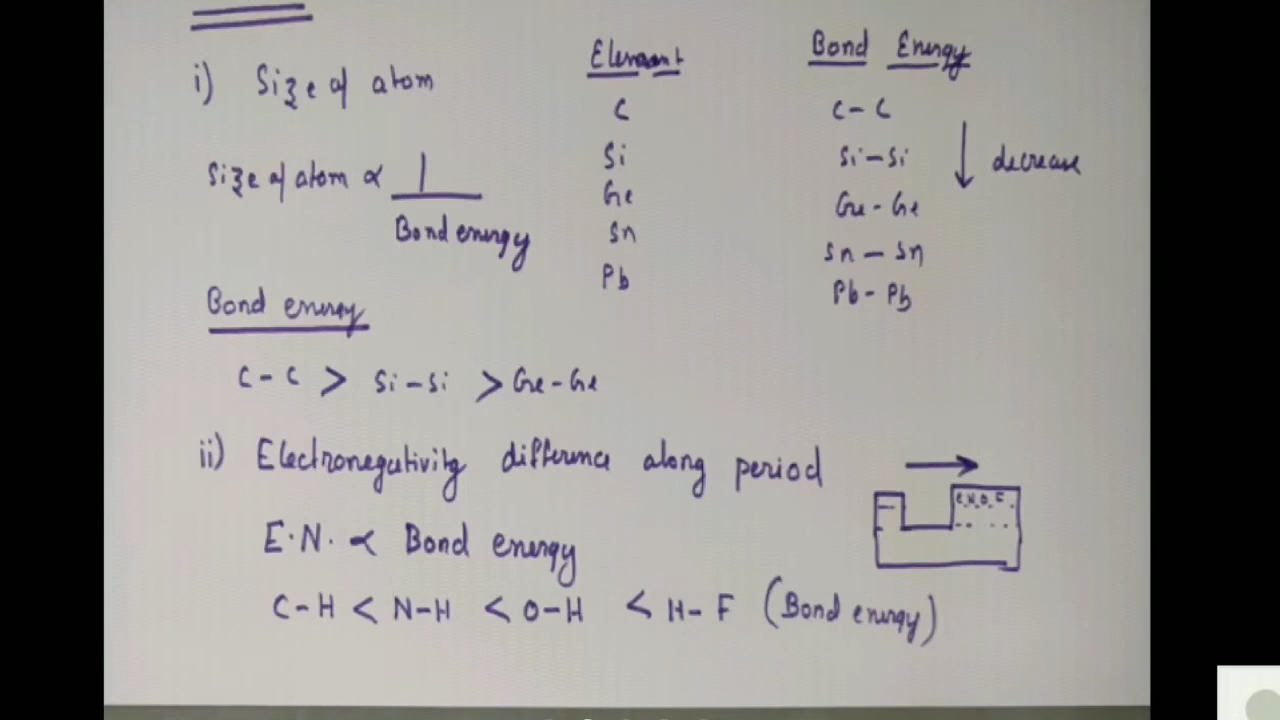 i) Size of atom
Size of atom ∝ 1
Bond energy
Bond energy
C-C > Si-Si > Ge-Ge
Element
C
Si
Ge
Sn
Pb
Bond Energy
C-C
Si-Si
Ge-Ge
Sn-Sn
Pb-Pb
↓ decrease
ii) Electronegativity difference along period
E.N. ∝ Bond energy
C-H < N-H < O-H < H-F (Bond energy)
C N O F